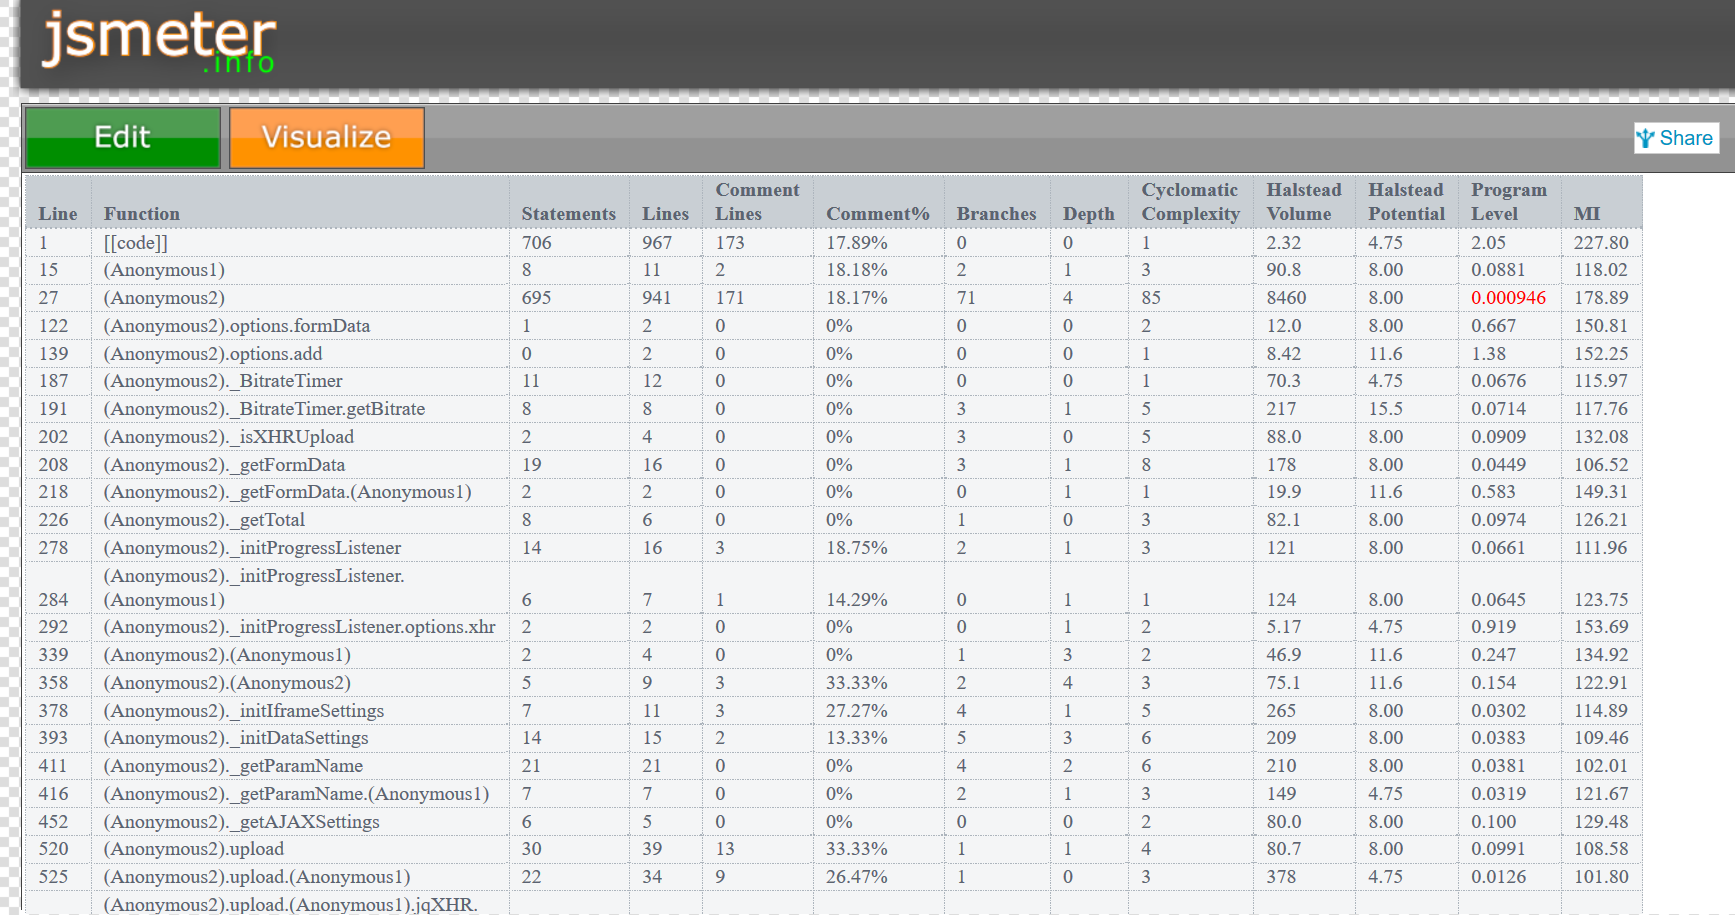 jsmeter
.info
Edit
Visualize
Share
Line Function Statements Lines Comment Lines Comment% Branches Depth Cyclomatic Complexity Halstead Volume Halstead Potential Program Level MI
1 [[code]] 706 967 173 17.89% 0 0 1 2.32 4.75 2.05 227.80
15 (Anonymous1) 8 11 2 18.18% 2 1 3 90.8 8.00 0.0881 118.02
27 (Anonymous2) 695 941 171 18.17% 71 4 85 8460 8.00 0.000946 178.89
122 (Anonymous2).options.formData 1 2 0 0% 0 0 2 12.0 8.00 0.667 150.81
139 (Anonymous2).options.add 0 2 0 0% 0 0 1 8.42 11.6 1.38 152.25
187 (Anonymous2)._BitrateTimer 11 12 0 0% 0 0 1 70.3 4.75 0.0676 115.97
191 (Anonymous2)._BitrateTimer.getBitrate 8 8 0 0% 3 1 5 217 15.5 0.0714 117.76
202 (Anonymous2)._isXHRUpload 2 4 0 0% 3 0 5 88.0 8.00 0.0909 132.08
208 (Anonymous2)._getFormData 19 16 0 0% 3 1 8 178 8.00 0.0449 106.52
218 (Anonymous2)._getFormData.(Anonymous1) 2 2 0 0% 0 1 1 19.9 11.6 0.583 149.31
226 (Anonymous2)._getTotal 8 6 0 0% 1 0 3 82.1 8.00 0.0974 126.21
278 (Anonymous2)._initProgressListener 14 16 3 18.75% 2 1 3 121 8.00 0.0661 111.96
(Anonymous2)._initProgressListener.
284 (Anonymous1) 6 7 1 14.29% 0 1 1 124 8.00 0.0645 123.75
292 (Anonymous2)._initProgressListener.options.xhr 2 2 0 0% 0 1 2 5.17 4.75 0.919 153.69
339 (Anonymous2).(Anonymous1) 2 4 0 0% 1 3 2 46.9 11.6 0.247 134.92
358 (Anonymous2).(Anonymous2) 5 9 3 33.33% 2 4 3 75.1 11.6 0.154 122.91
378 (Anonymous2)._initIframeSettings 7 11 3 27.27% 4 1 5 265 8.00 0.0302 114.89
393 (Anonymous2)._initDataSettings 14 15 2 13.33% 5 3 6 209 8.00 0.0383 109.46
411 (Anonymous2)._getParamName 21 21 0 0% 4 2 6 210 8.00 0.0381 102.01
416 (Anonymous2)._getParamName.(Anonymous1) 7 7 0 0% 2 1 3 149 4.75 0.0319 121.67
452 (Anonymous2)._getAJAXSettings 6 5 0 0% 0 0 2 80.0 8.00 0.100 129.48
520 (Anonymous2).upload 30 39 13 33.33% 1 1 4 80.7 8.00 0.0991 108.58
525 (Anonymous2).upload.(Anonymous1) 22 34 9 26.47% 1 0 3 378 4.75 0.0126 101.80
(Anonymous2).upload.(Anonymous1).jqXHR.